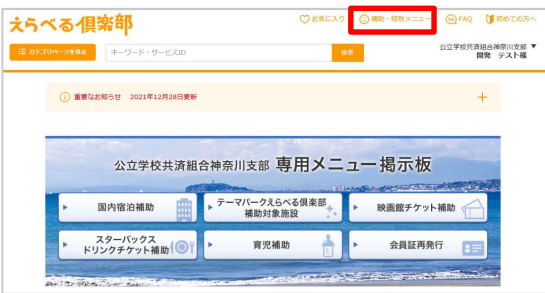 えらべる倶楽部
お気に入り
補助・特別メニュー
FAQ
初めての方へ
カテゴリページを見る
キーワード・サービスID
検索
公立学校共済組合神奈川支部 ▼
開発 テスト様
重要なお知らせ 2021年12月28日更新
公立学校共済組合神奈川支部 専用メニュー掲示板
国内宿泊補助
テーマパークえらべる倶楽部
補助対象施設
映画館チケット補助
スターバックス
ドリンクチケット補助
育児補助
会員証再発行